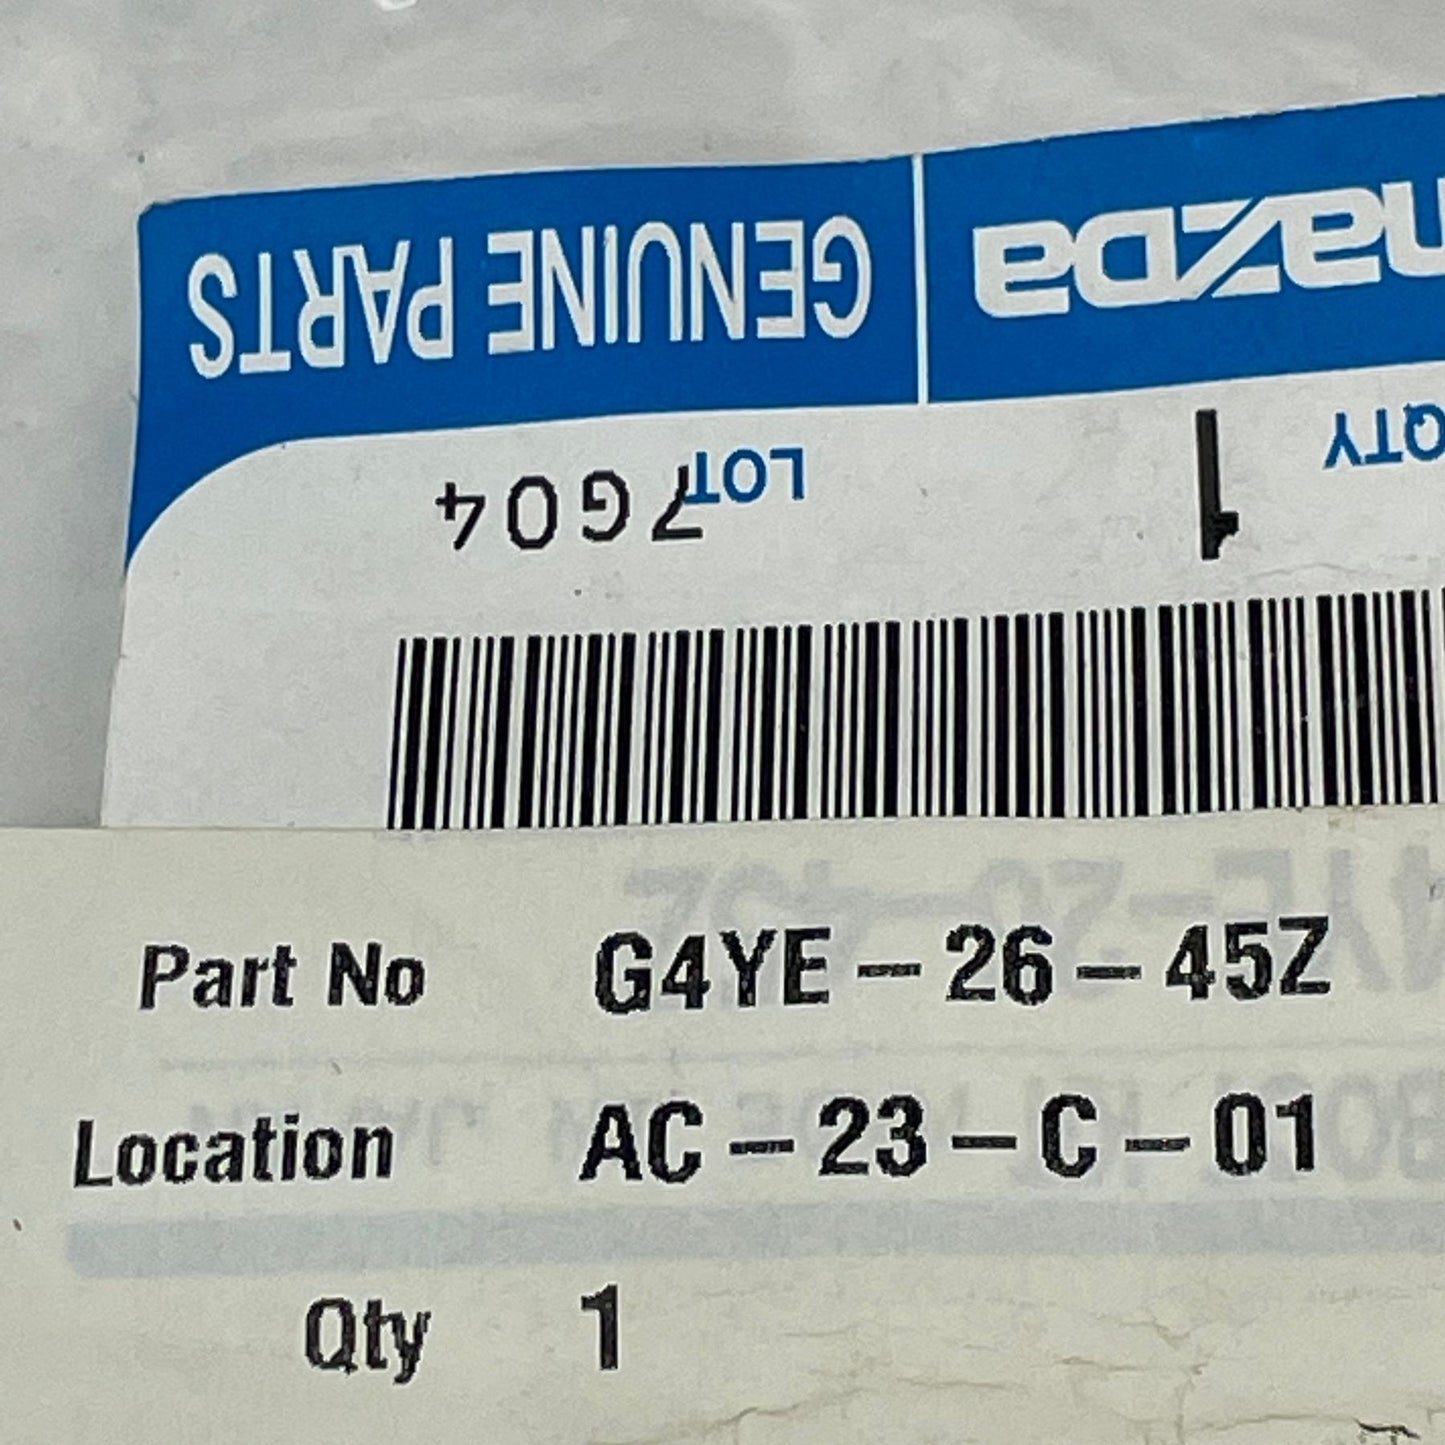 mazda GENUINE PARTS
QTY 1 LOT 7G04
Part No G4YE-26-45Z
Location AC-23-C-01
Qty 1